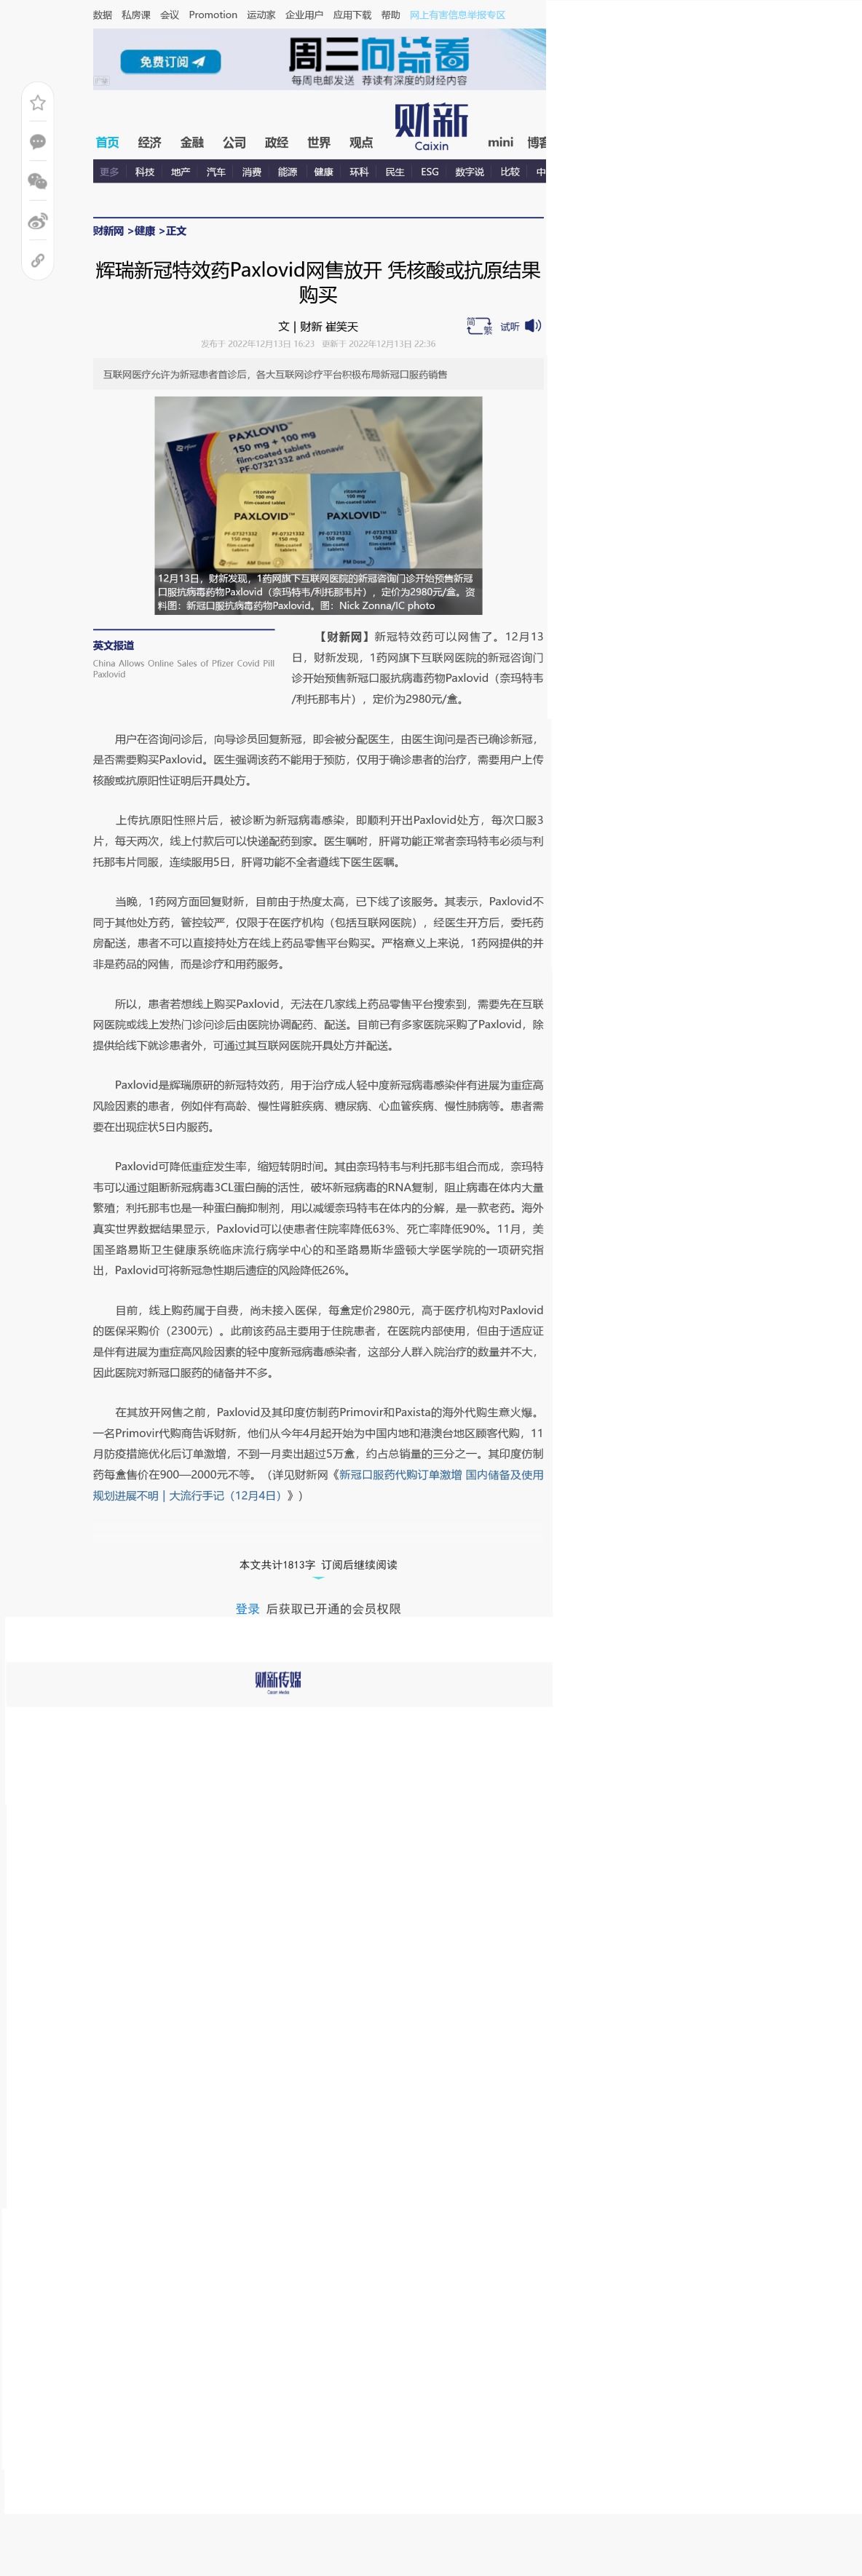 数据 私房课 会议 Promotion 运动家 企业用户 应用下载 帮助 网上有害信息举报专区
免费订阅
周三向前看
每周电邮发送 荐读有深度的财经内容
广告
财新
Caixin
首页 经济 金融 公司 政经 世界 观点 mini 博客
更多 科技 地产 汽车 消费 能源 健康 环科 民生 ESG 数字说 比较 中
财新网 >健康 >正文
辉瑞新冠特效药Paxlovid网售放开 凭核酸或抗原结果
购买
文｜财新 崔笑天
简 繁 试听
发布于 2022年12月13日 16:23 更新于 2022年12月13日 22:36
互联网医疗允许为新冠患者首诊后，各大互联网诊疗平台积极布局新冠口服药销售
PAXLOVID™
150 mg + 100 mg
film-coated tablets
PF-07321332 and ritonavir
ritonavir
100 mg
film-coated tablet
ritonavir
100 mg
film-coated tablet
PAXLOVID™ PAXLOVID™
PF-07321332 PF-07321332 PF-07321332 PF-07321332
150 mg 150 mg 150 mg 150 mg
film-coated film-coated film-coated film-coated
tablets tablets tablets tablets
AM Dose PM Dose
12月13日，财新发现，1药网旗下互联网医院的新冠咨询门诊开始预售新冠
口服抗病毒药物Paxlovid（奈玛特韦/利托那韦片），定价为2980元/盒。资
料图：新冠口服抗病毒药物Paxlovid。图：Nick Zonna/IC photo
英文报道
China Allows Online Sales of Pfizer Covid Pill
Paxlovid
【财新网】新冠特效药可以网售了。12月13
日，财新发现，1药网旗下互联网医院的新冠咨询门
诊开始预售新冠口服抗病毒药物Paxlovid（奈玛特韦
/利托那韦片），定价为2980元/盒。
用户在咨询问诊后，向导诊员回复新冠，即会被分配医生，由医生询问是否已确诊新冠，
是否需要购买Paxlovid。医生强调该药不能用于预防，仅用于确诊患者的治疗，需要用户上传
核酸或抗原阳性证明后开具处方。
上传抗原阳性照片后，被诊断为新冠病毒感染，即顺利开出Paxlovid处方，每次口服3
片，每天两次，线上付款后可以快递配药到家。医生嘱咐，肝肾功能正常者奈玛特韦必须与利
托那韦片同服，连续服用5日，肝肾功能不全者遵线下医生医嘱。
当晚，1药网方面回复财新，目前由于热度太高，已下线了该服务。其表示，Paxlovid不
同于其他处方药，管控较严，仅限于在医疗机构（包括互联网医院），经医生开方后，委托药
房配送，患者不可以直接持处方在线上药品零售平台购买。严格意义上来说，1药网提供的并
非是药品的网售，而是诊疗和用药服务。
所以，患者若想线上购买Paxlovid，无法在几家线上药品零售平台搜索到，需要先在互联
网医院或线上发热门诊问诊后由医院协调配药、配送。目前已有多家医院采购了Paxlovid，除
提供给线下就诊患者外，可通过其互联网医院开具处方并配送。
Paxlovid是辉瑞原研的新冠特效药，用于治疗成人轻中度新冠病毒感染伴有进展为重症高
风险因素的患者，例如伴有高龄、慢性肾脏疾病、糖尿病、心血管疾病、慢性肺病等。患者需
要在出现症状5日内服药。
Paxlovid可降低重症发生率，缩短转阴时间。其由奈玛特韦与利托那韦组合而成，奈玛特
韦可以通过阻断新冠病毒3CL蛋白酶的活性，破坏新冠病毒的RNA复制，阻止病毒在体内大量
繁殖；利托那韦也是一种蛋白酶抑制剂，用以减缓奈玛特韦在体内的分解，是一款老药。海外
真实世界数据结果显示，Paxlovid可以使患者住院率降低63%、死亡率降低90%。11月，美
国圣路易斯卫生健康系统临床流行病学中心的和圣路易斯华盛顿大学医学院的一项研究指
出，Paxlovid可将新冠急性期后遗症的风险降低26%。
目前，线上购药属于自费，尚未接入医保，每盒定价2980元，高于医疗机构对Paxlovid
的医保采购价（2300元）。此前该药品主要用于住院患者，在医院内部使用，但由于适应证
是伴有进展为重症高风险因素的轻中度新冠病毒感染者，这部分人群入院治疗的数量并不大，
因此医院对新冠口服药的储备并不多。
在其放开网售之前，Paxlovid及其印度仿制药Primovir和Paxista的海外代购生意火爆。
一名Primovir代购商告诉财新，他们从今年4月起开始为中国内地和港澳台地区顾客代购，11
月防疫措施优化后订单激增，不到一月卖出超过5万盒，约占总销量的三分之一。其印度仿制
药每盒售价在900—2000元不等。（详见财新网《新冠口服药代购订单激增 国内储备及使用
规划进展不明｜大流行手记（12月4日）》）
本文共计1813字 订阅后继续阅读
登录 后获取已开通的会员权限
财新传媒
Caixin Media